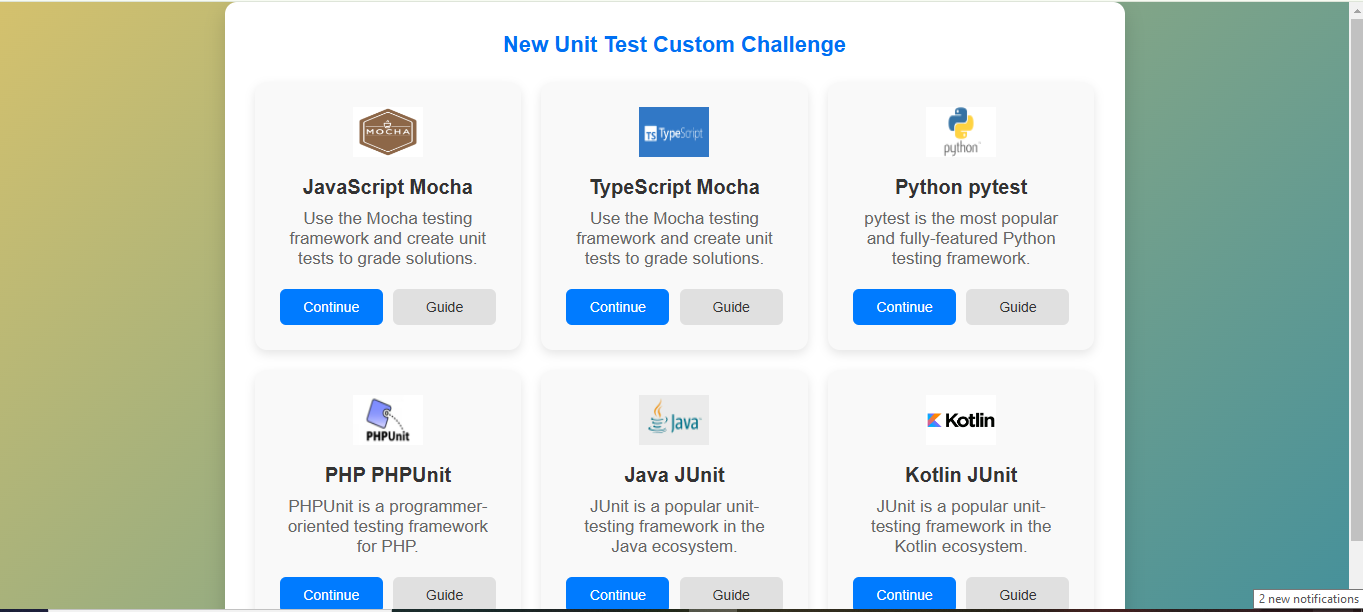 New Unit Test Custom Challenge
MOCHA
TS TypeScript
python
JavaScript Mocha
TypeScript Mocha
Python pytest
Use the Mocha testing
framework and create unit
tests to grade solutions.
Use the Mocha testing
framework and create unit
tests to grade solutions.
pytest is the most popular
and fully-featured Python
testing framework.
Continue
Guide
Continue
Guide
Continue
Guide
PHPUnit
Java
Kotlin
PHP PHPUnit
Java JUnit
Kotlin JUnit
PHPUnit is a programmer-
oriented testing framework
for PHP.
JUnit is a popular unit-
testing framework in the
Java ecosystem.
JUnit is a popular unit-
testing framework in the
Kotlin ecosystem.
Continue
Guide
Continue
Guide
Continue
Guide
2 new notifications